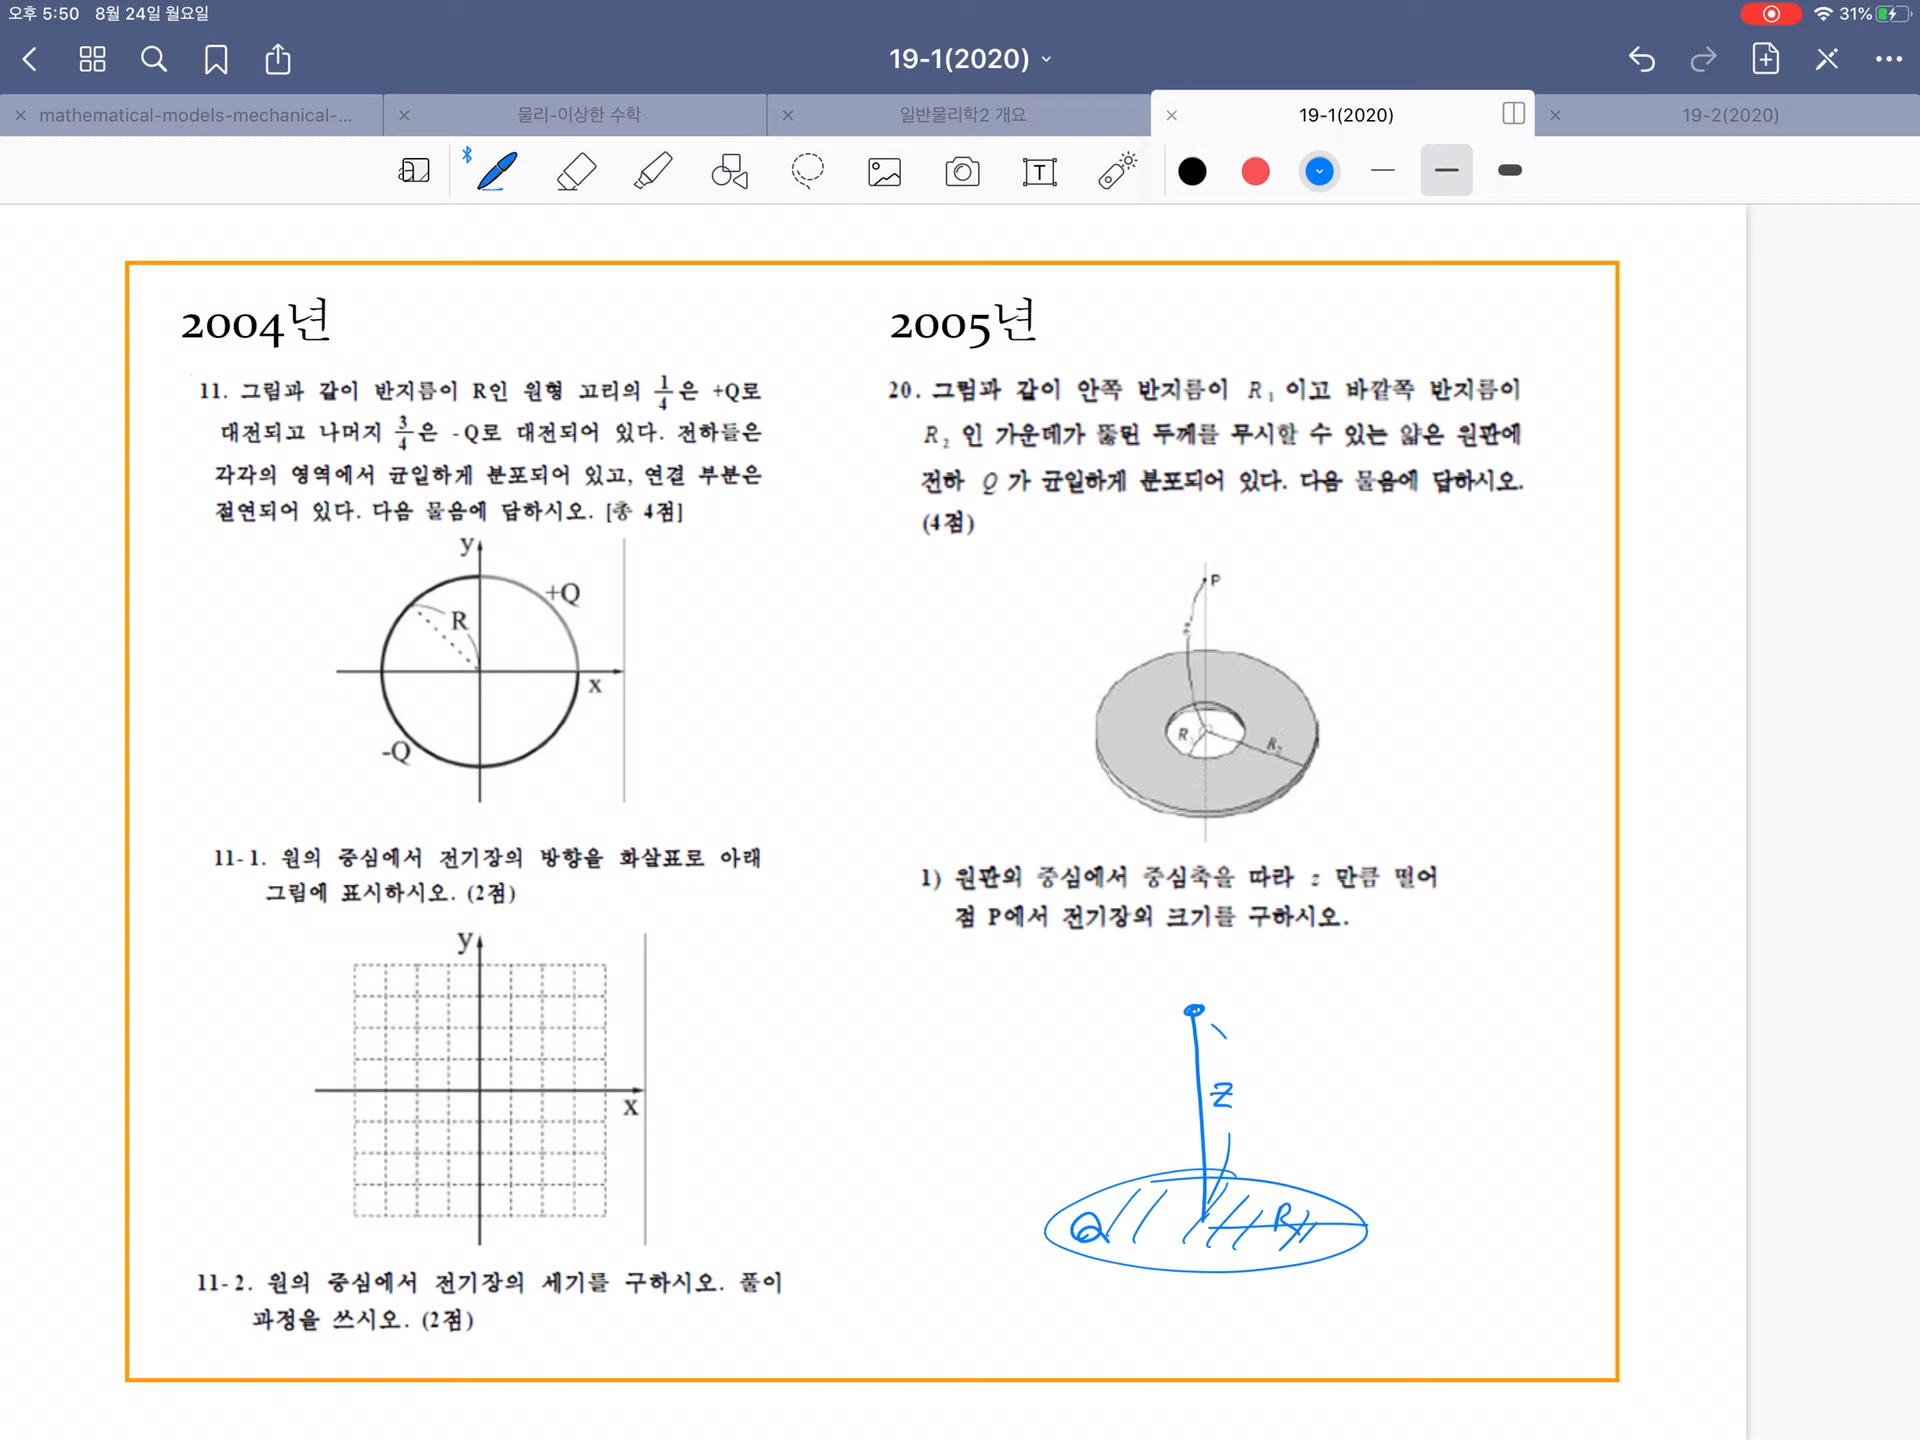 오후 5:50 8월 24일 월요일
31%
19-1(2020)
mathematical-models-mechanical-...
물리-이상한 수학
일반물리학2 개요
19-1(2020)
19-2(2020)
2004년
11. 그림과 같이 반지름이 R인 원형 고리의 1/4은 +Q로
대전되고 나머지 3/4은 -Q로 대전되어 있다. 전하들은
각각의 영역에서 균일하게 분포되어 있고, 연결 부분은
절연되어 있다. 다음 물음에 답하시오. [총 4점]
y
+Q
R
x
-Q
11-1. 원의 중심에서 전기장의 방향을 화살표로 아래
그림에 표시하시오. (2점)
y
x
11-2. 원의 중심에서 전기장의 세기를 구하시오. 풀이
과정을 쓰시오. (2점)
2005년
20. 그림과 같이 안쪽 반지름이 R₁ 이고 바깥쪽 반지름이
R₂ 인 가운데가 뚫린 두께를 무시할 수 있는 얇은 원판에
전하 Q 가 균일하게 분포되어 있다. 다음 물음에 답하시오.
(4점)
P
z
R₁
R₂
1) 원판의 중심에서 중심축을 따라 z 만큼 떨어
점 P에서 전기장의 크기를 구하시오.
z
Q
R